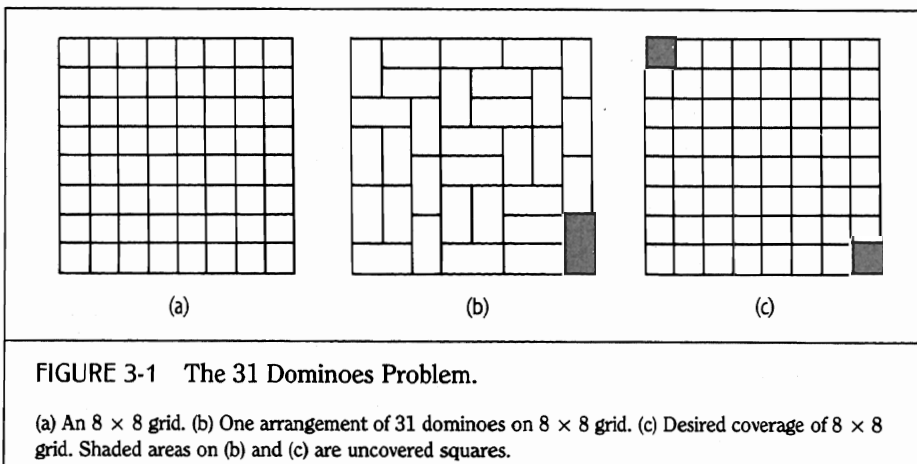 (a)
(b)
(c)
FIGURE 3-1 The 31 Dominoes Problem.
(a) An 8 × 8 grid. (b) One arrangement of 31 dominoes on 8 × 8 grid. (c) Desired coverage of 8 × 8
grid. Shaded areas on (b) and (c) are uncovered squares.